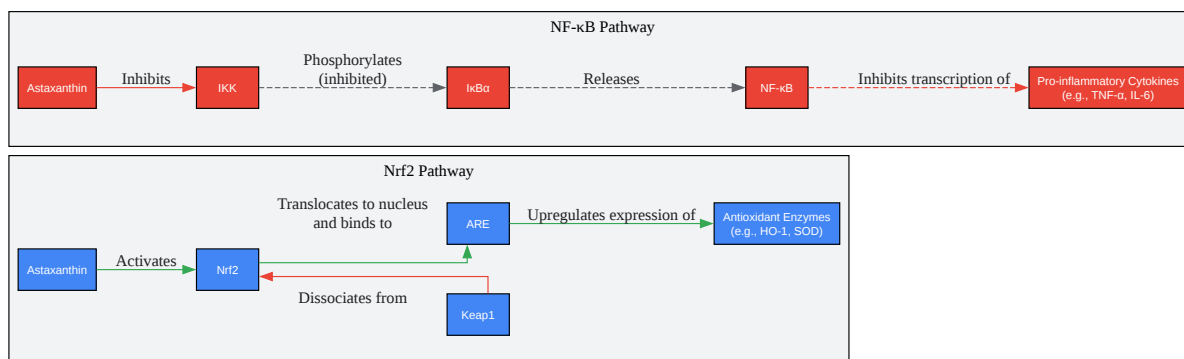 NF-κB Pathway
Astaxanthin
Inhibits
IKK
Phosphorylates
(inhibited)
IκBα
Releases
NF-κB
Inhibits transcription of
Pro-inflammatory Cytokines
(e.g., TNF-α, IL-6)
Nrf2 Pathway
Astaxanthin
Activates
Nrf2
Translocates to nucleus
and binds to
ARE
Upregulates expression of
Antioxidant Enzymes
(e.g., HO-1, SOD)
Dissociates from
Keap1